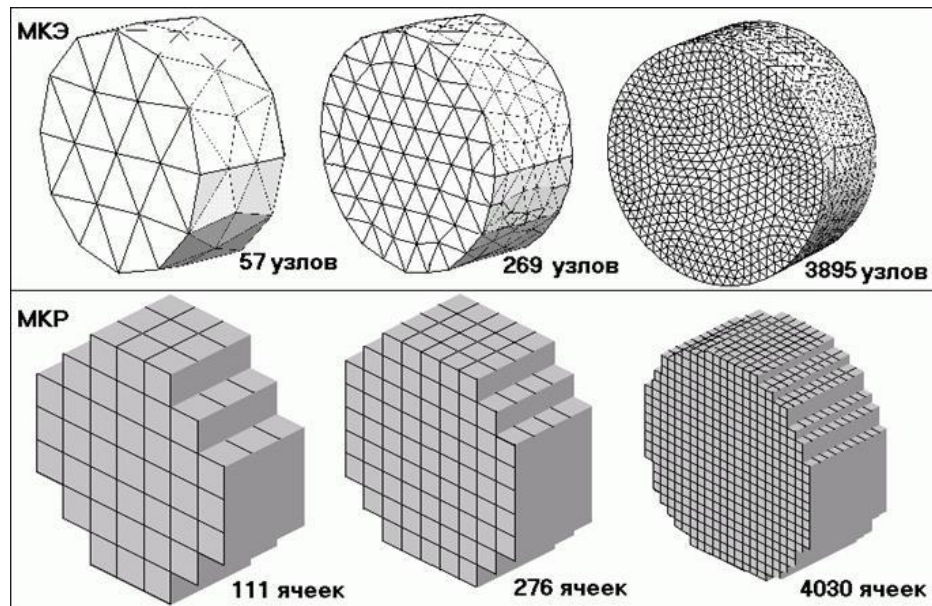 МКЭ
57 узлов
269 узлов
3895 узлов
МКР
111 ячеек
276 ячеек
4030 ячеек